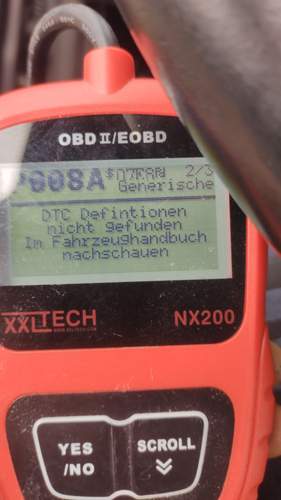 OBD II/EOBD
P008A 2/3
Generische
DTC Defintionen
nicht gefunden
Im Fahrzeughandbuch
nachschauen
XXLTECH
NX200
YES
/NO
SCROLL